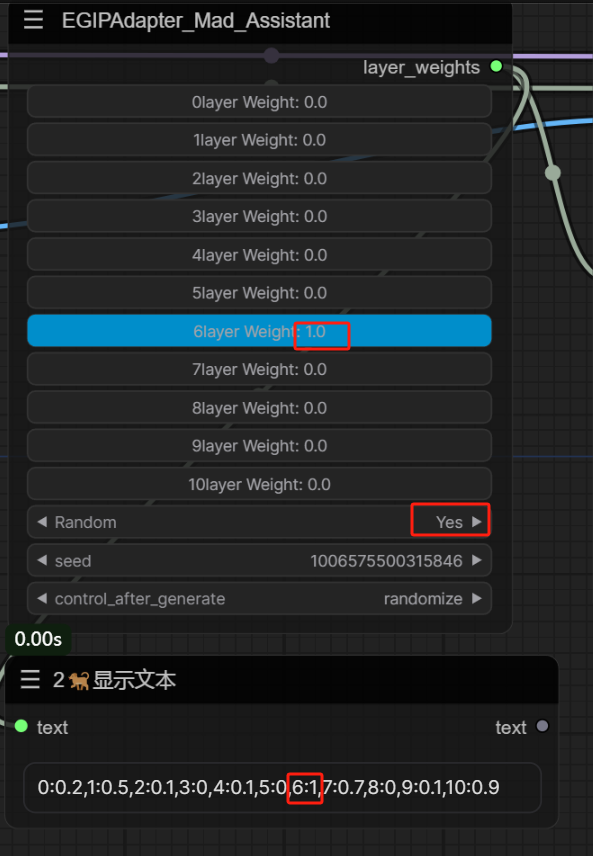 EGIPAdapter_Mad_Assistant
layer_weights
0layer Weight: 0.0
1layer Weight: 0.0
2layer Weight: 0.0
3layer Weight: 0.0
4layer Weight: 0.0
5layer Weight: 0.0
6layer Weight: 1.0
7layer Weight: 0.0
8layer Weight: 0.0
9layer Weight: 0.0
10layer Weight: 0.0
Random Yes
seed 1006575500315846
control_after_generate randomize
0.00s
2🐕显示文本
text text
0:0.2,1:0.5,2:0.1,3:0,4:0.1,5:0,6:1,7:0.7,8:0,9:0.1,10:0.9